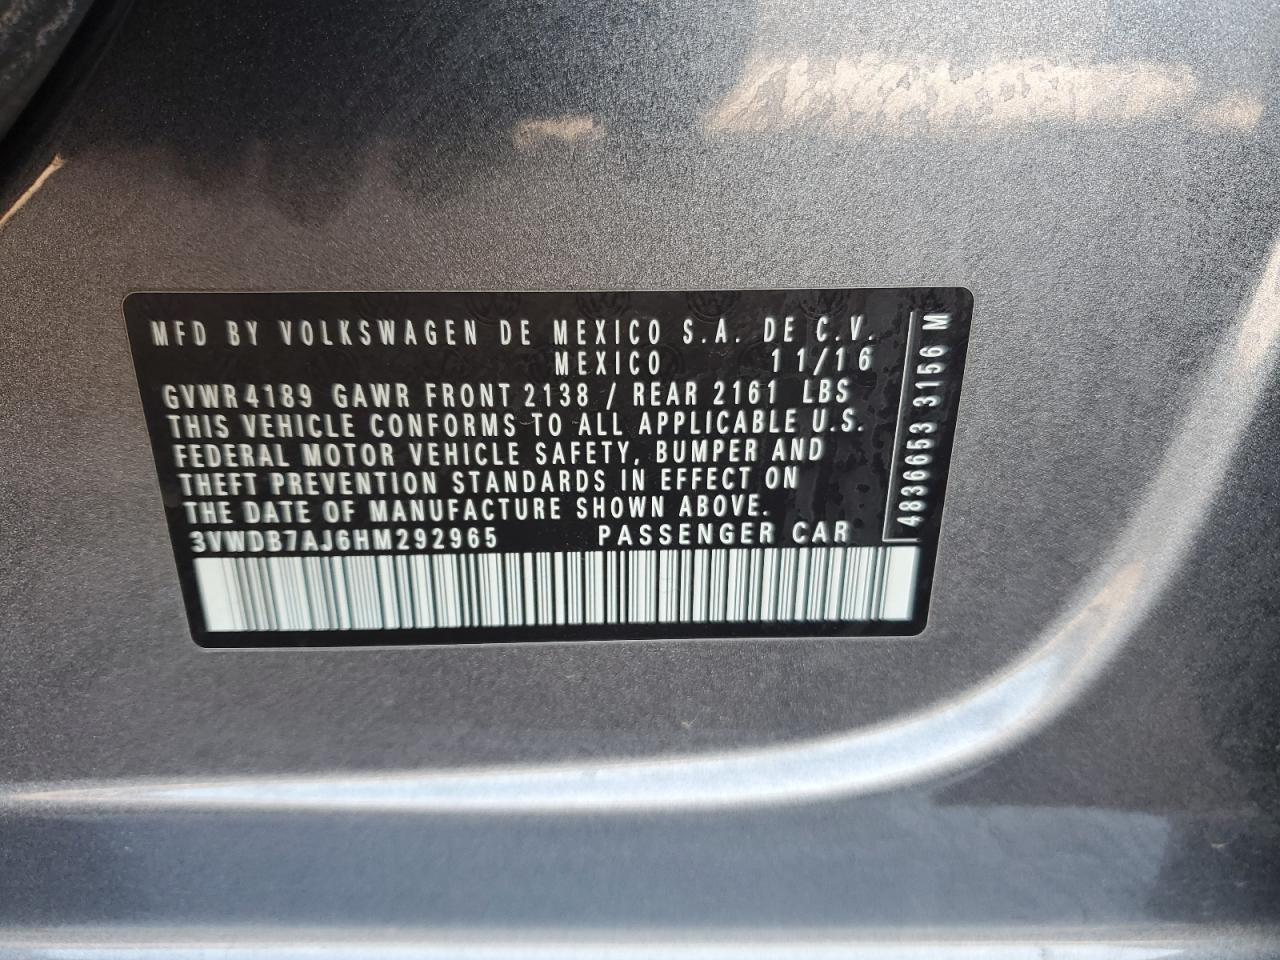 MFD BY VOLKSWAGEN DE MEXICO S.A. DE C.V.
MEXICO 11/16
GVWR 4189 GAWR FRONT 2138 / REAR 2161 LBS
THIS VEHICLE CONFORMS TO ALL APPLICABLE U.S.
FEDERAL MOTOR VEHICLE SAFETY, BUMPER AND
THEFT PREVENTION STANDARDS IN EFFECT ON
THE DATE OF MANUFACTURE SHOWN ABOVE.
3VWDB7AJ6HM292965 PASSENGER CAR
4836653 3156 M